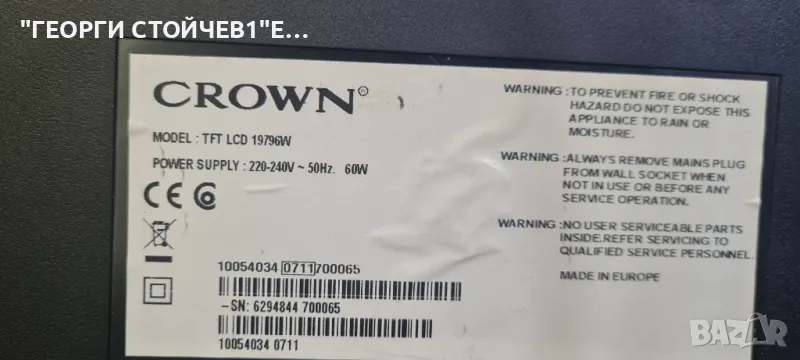 "ГЕОРГИ СТОЙЧЕВ1"Е...
CROWN®
MODEL : TFT LCD 19796W
POWER SUPPLY : 220-240V ~ 50Hz. 60W
CE
10054034 0711 700065
-SN: 6294844 700065
10054034 0711
WARNING :TO PREVENT FIRE OR SHOCK
HAZARD DO NOT EXPOSE THIS
APPLIANCE TO RAIN OR
MOISTURE.
WARNING :ALWAYS REMOVE MAINS PLUG
FROM WALL SOCKET WHEN
NOT IN USE OR BEFORE ANY
SERVICE OPERATION.
WARNING :NO USER SERVICEABLE PARTS
INSIDE.REFER SERVICING TO
QUALIFIED SERVICE PERSONNEL.
MADE IN EUROPE
BAZAR